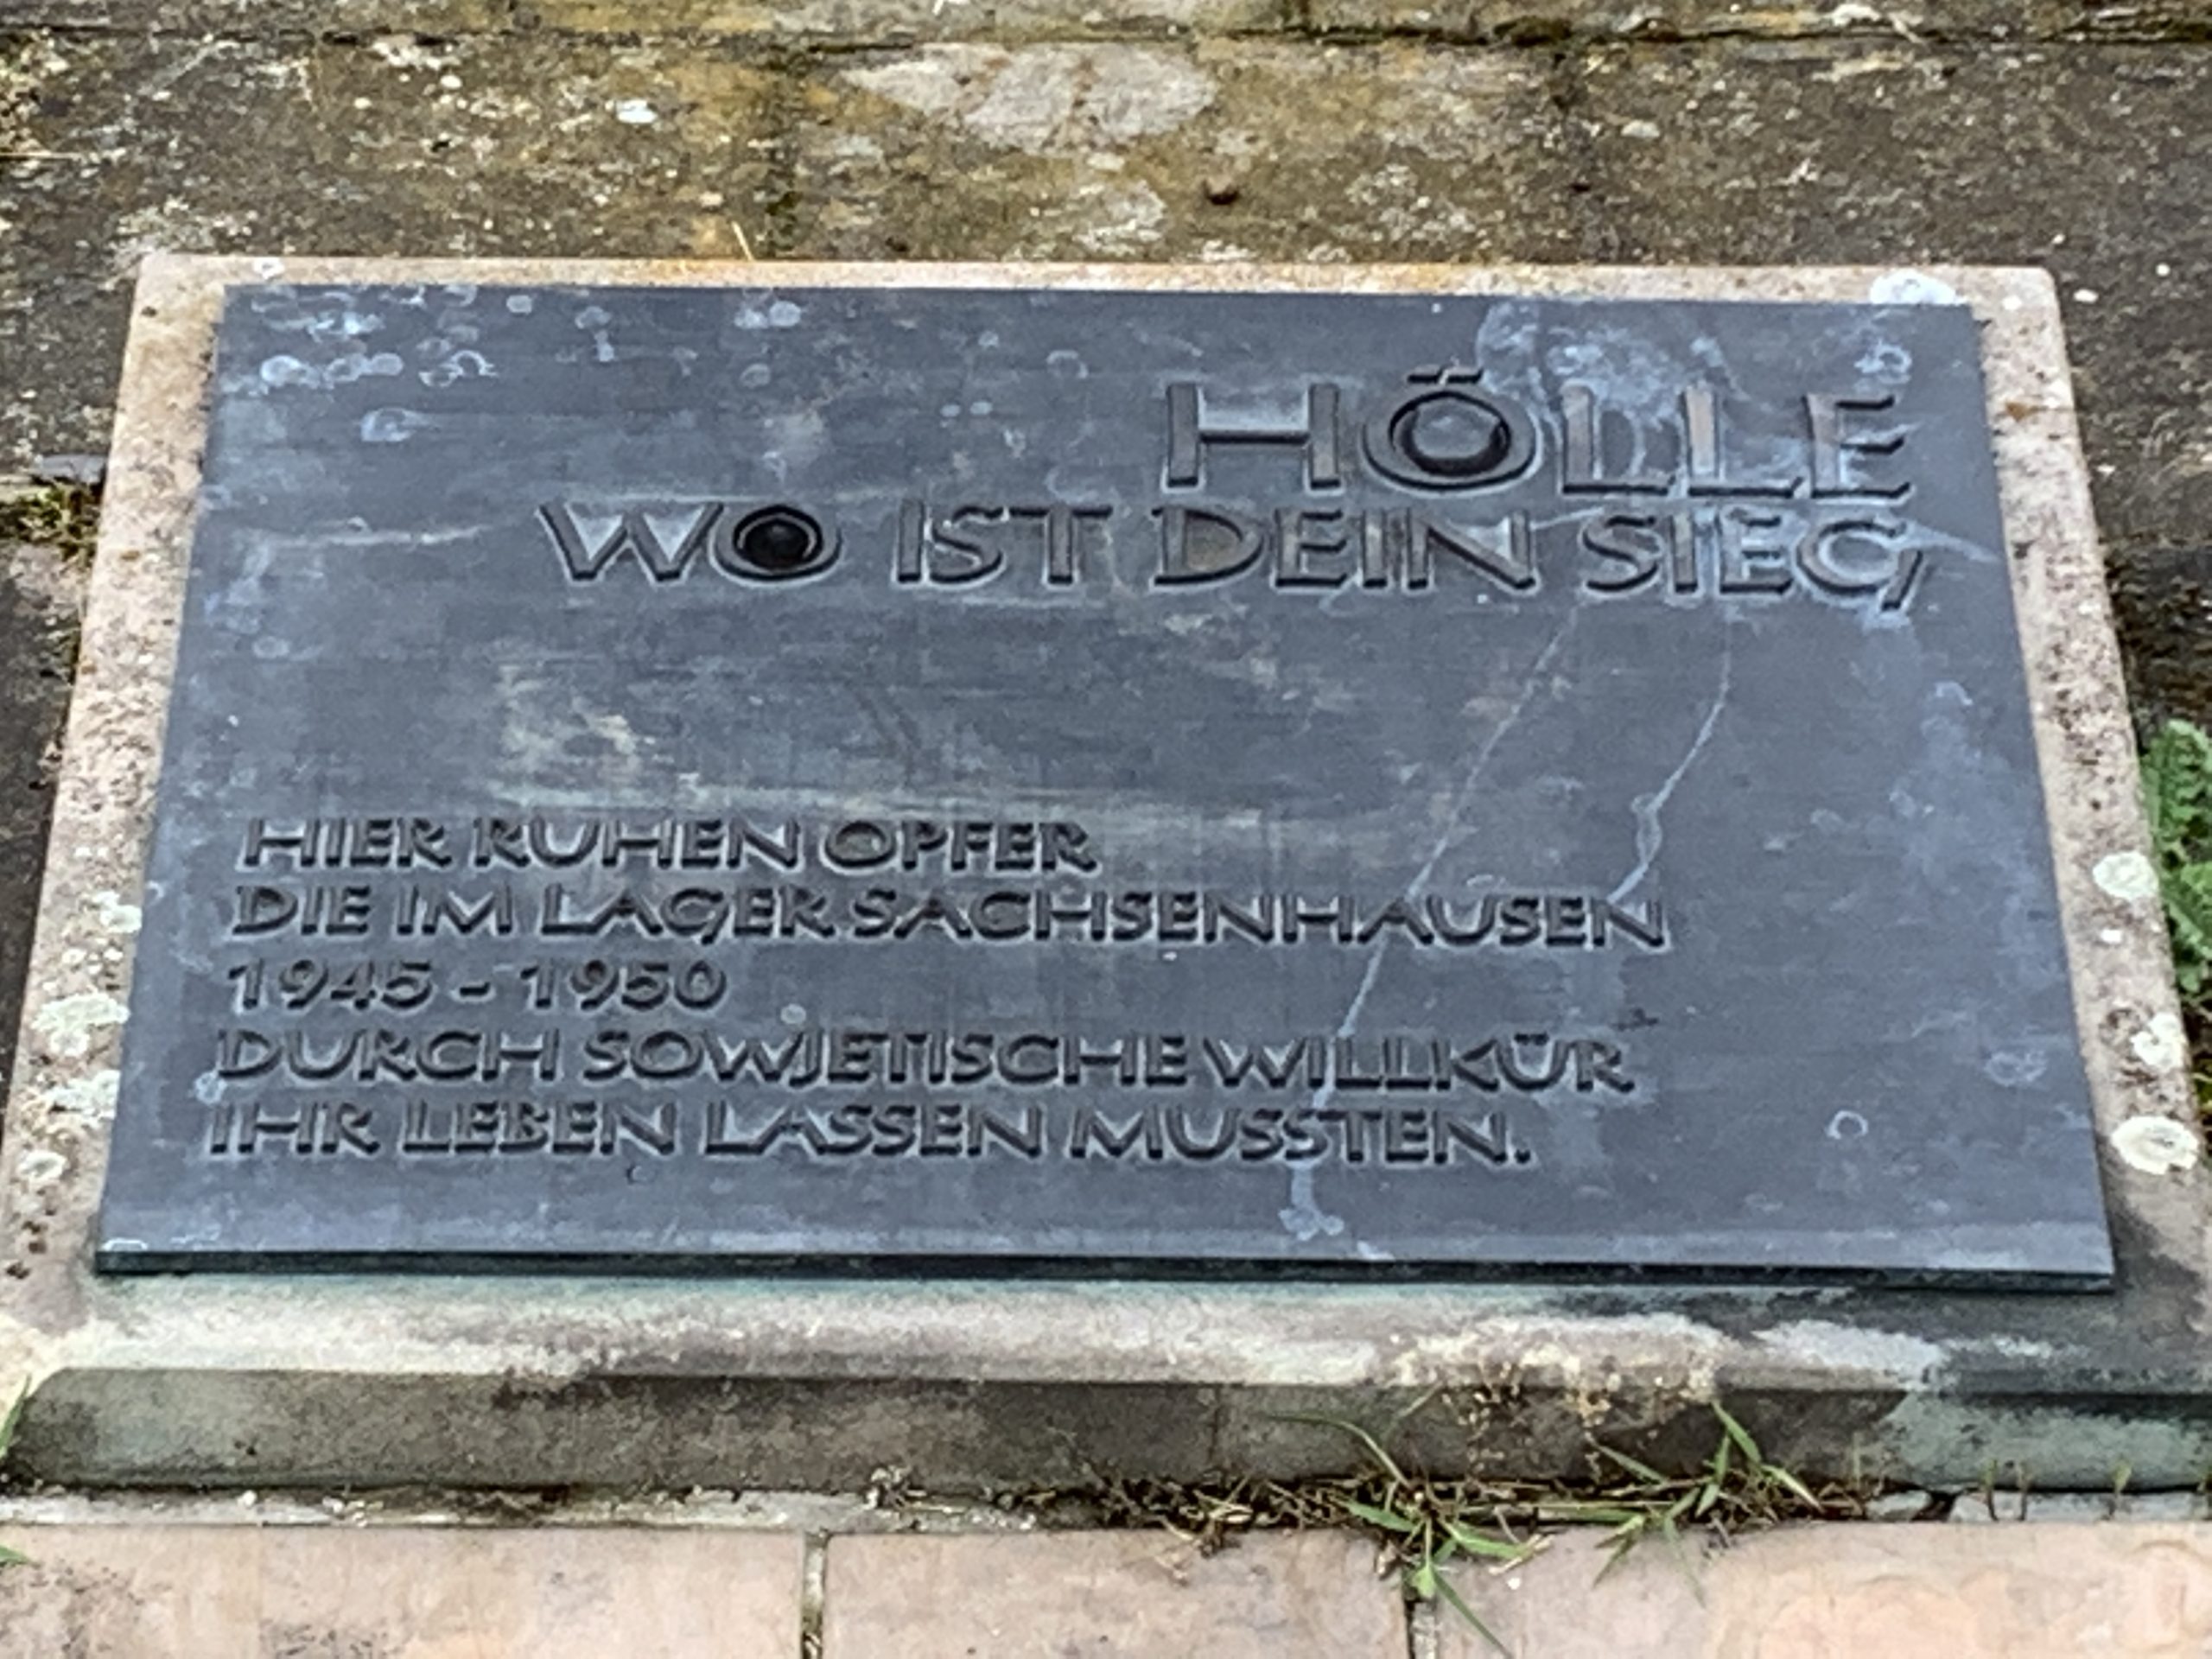 HÖLLE
WO IST DEIN SIEG
HIER RUHEN OPFER
DIE IM LAGER SACHSENHAUSEN
1945 - 1950
DURCH SOWJETISCHE WILLKÜR
IHR LEBEN LASSEN MUSSTEN.